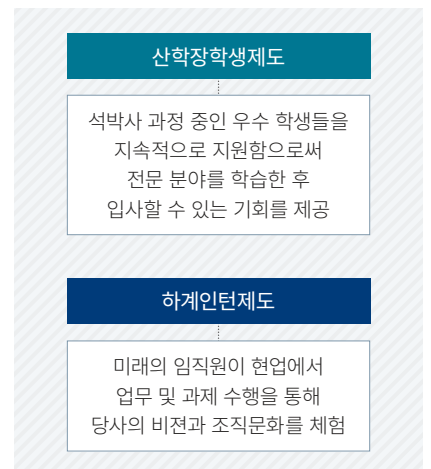 산학장학생제도
석박사 과정 중인 우수 학생들을
지속적으로 지원함으로써
전문 분야를 학습한 후
입사할 수 있는 기회를 제공
하계인턴제도
미래의 임직원이 현업에서
업무 및 과제 수행을 통해
당사의 비젼과 조직문화를 체험